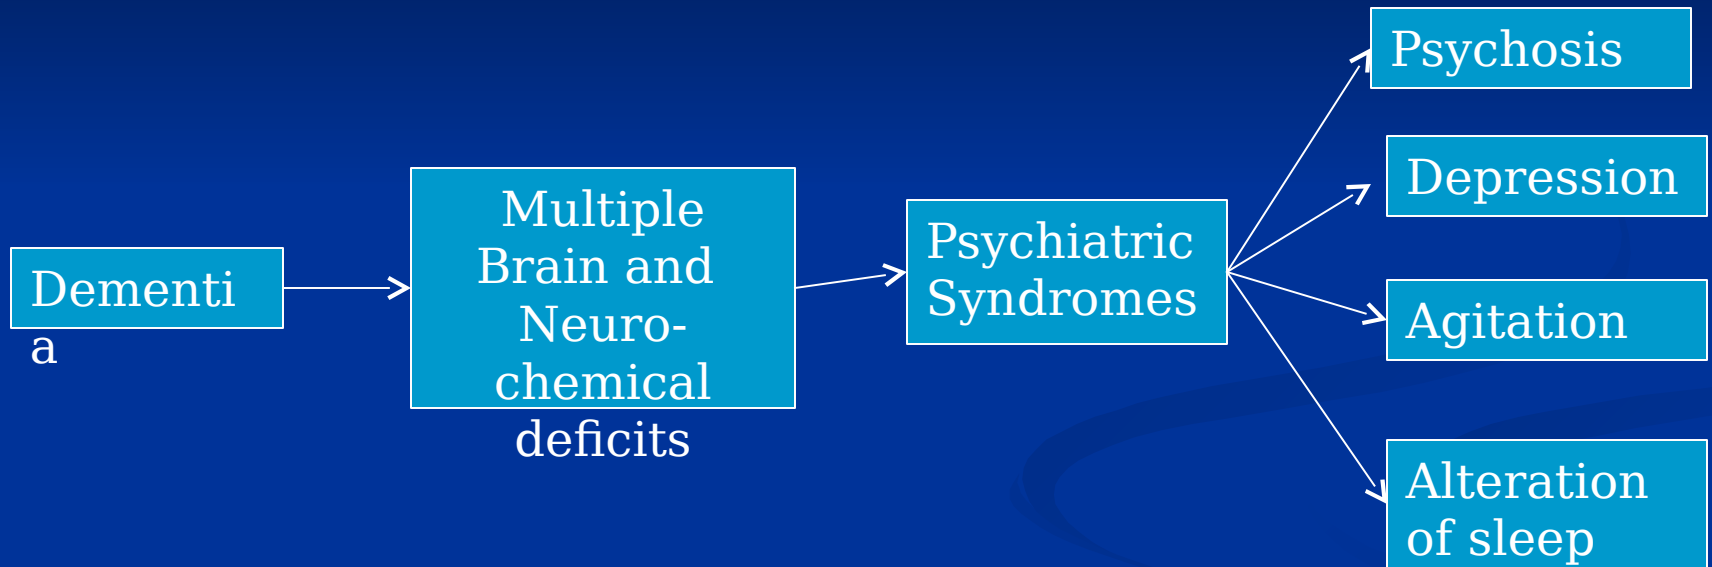 Dementi
a
Multiple
Brain and
Neuro-
chemical
deficits
Psychiatric
Syndromes
Psychosis
Depression
Agitation
Alteration
of sleep